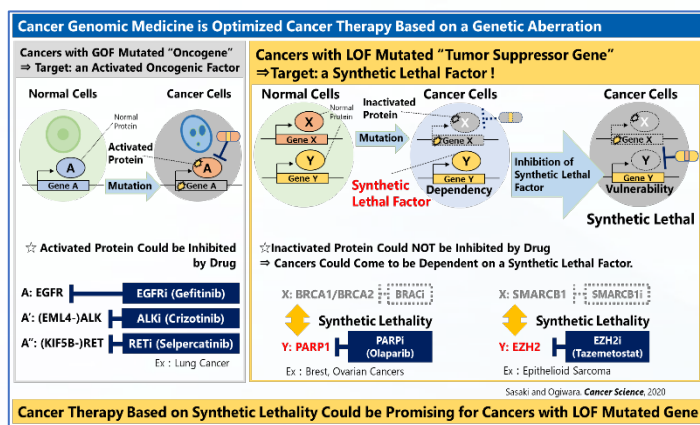 Cancer Genomic Medicine is Optimized Cancer Therapy Based on a Genetic Aberration
Cancers with GOF Mutated "Oncogene"
⇒ Target: an Activated Oncogenic Factor
Normal Cells
Cancer Cells
Normal
Protein
Activated
Protein
A
A
Gene A
Mutation
Gene A
☆ Activated Protein Could be Inhibited
by Drug
A: EGFR
EGFRi (Gefitinib)
A': (EML4-)ALK
ALKi (Crizotinib)
A": (KIF5B-)RET
RETi (Selpercatinib)
Ex : Lung Cancer
Cancers with LOF Mutated "Tumor Suppressor Gene"
⇒Target: a Synthetic Lethal Factor !
Normal Cells
Cancer Cells
Cancer Cells
Normal
Protein
Inactivated
Protein
X
X
X
Gene X
Mutation
Gene X
Gene X
Y
Y
Y
Gene Y
Gene Y
Gene Y
Synthetic
Lethal Factor
Dependency
Inhibition of
Synthetic Lethal
Factor
Vulnerability
Synthetic Lethal
☆Inactivated Protein Could NOT be Inhibited by Drug
⇒ Cancers Could Come to be Dependent on a Synthetic Lethal Factor.
X: BRCA1/BRCA2
BRACi
Synthetic Lethality
Y: PARP1
PARPi
(Olaparib)
Ex : Brest, Ovarian Cancers
X: SMARCB1
SMARCB1i
Synthetic Lethality
Y: EZH2
EZH2i
(Tazemetostat)
Ex : Epithelioid Sarcoma
Sasaki and Ogiwara. Cancer Science, 2020
Cancer Therapy Based on Synthetic Lethality Could be Promising for Cancers with LOF Mutated Gene